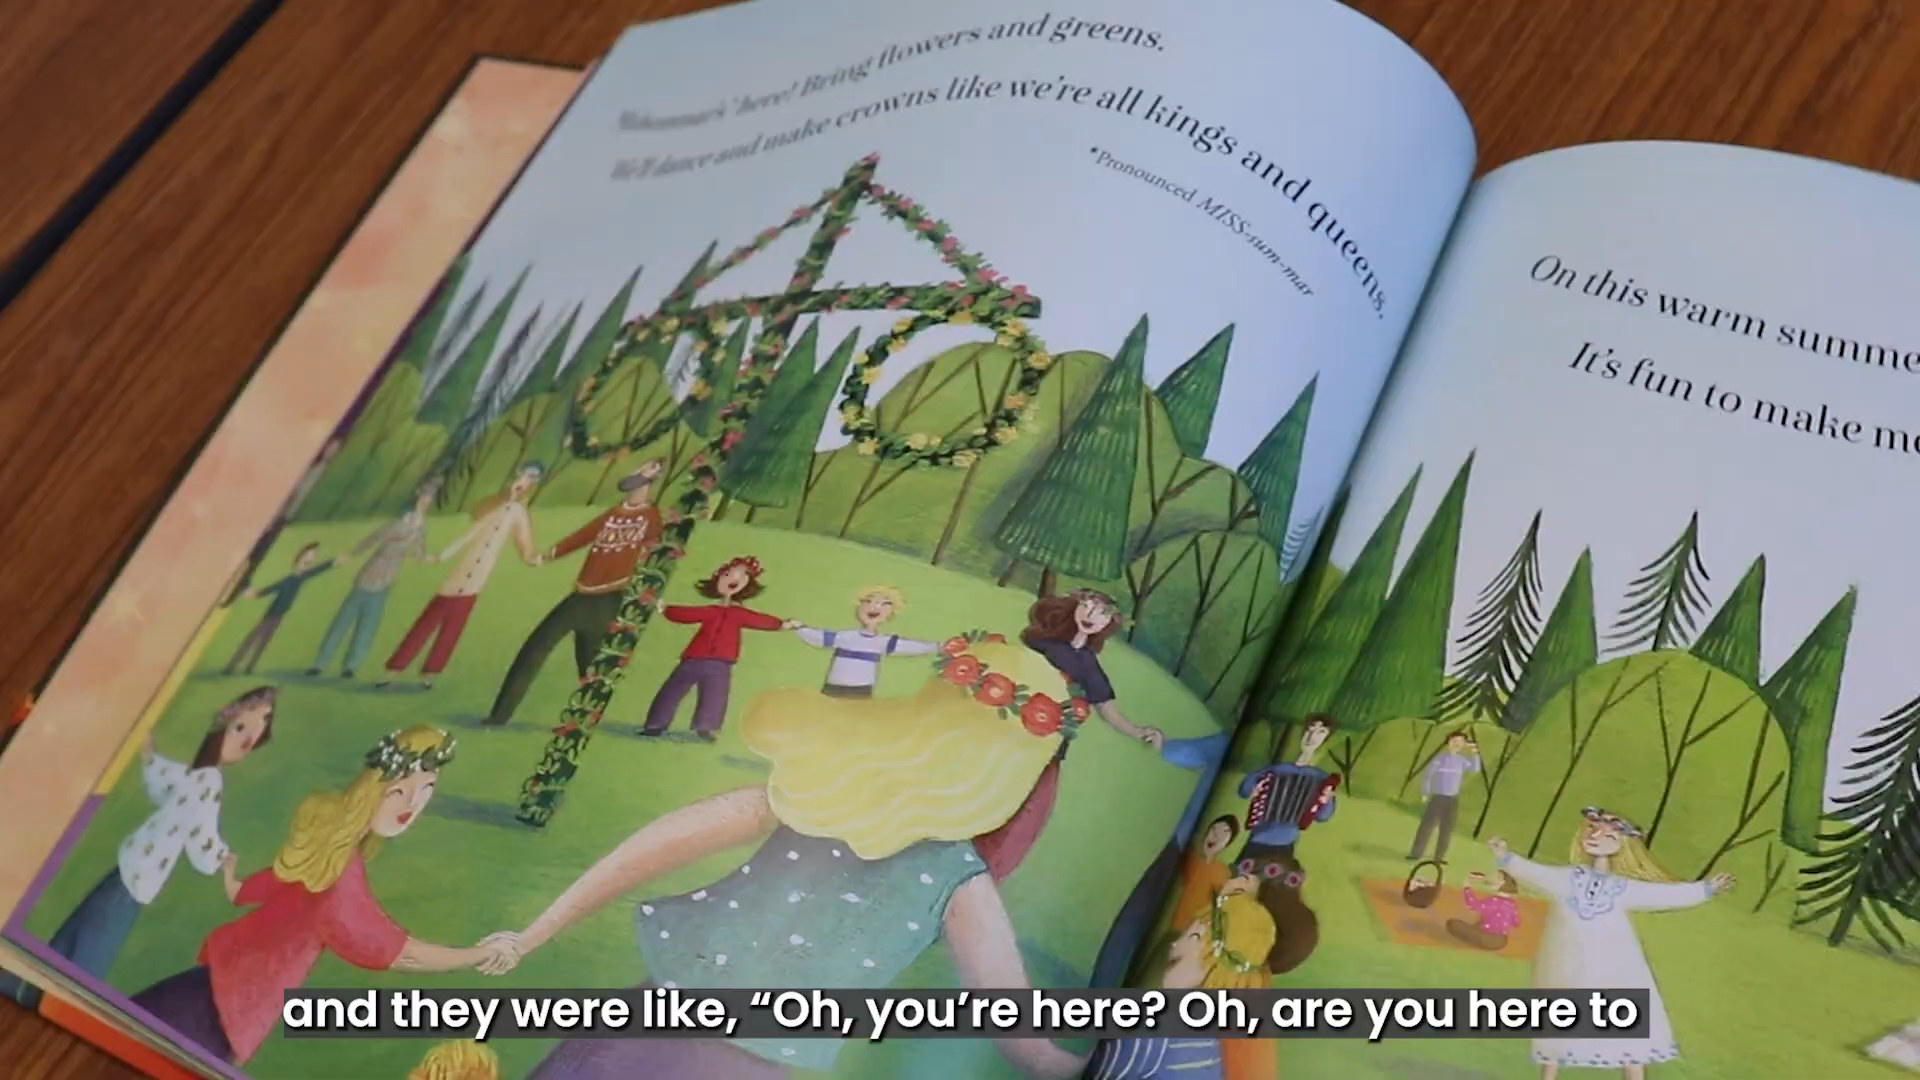 here! Bring flowers and greens.
We'll dance and make crowns like we're all kings and queens.
*Pronounced MISS-sum-mar
On this warm summe
It's fun to make mo
and they were like, “Oh, you’re here? Oh, are you here to